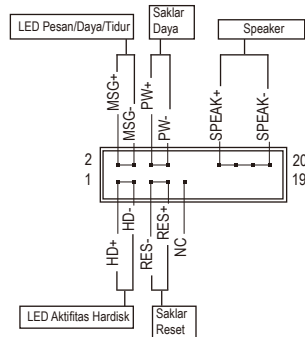 LED Pesan/Daya/Tidur
Saklar
Daya
Speaker
MSG+
MSG-
PW+
PW-
SPEAK+
SPEAK-
2
20
1
19
HD+
HD-
RES-
RES+
NC
LED Aktifitas Hardisk
Saklar
Reset